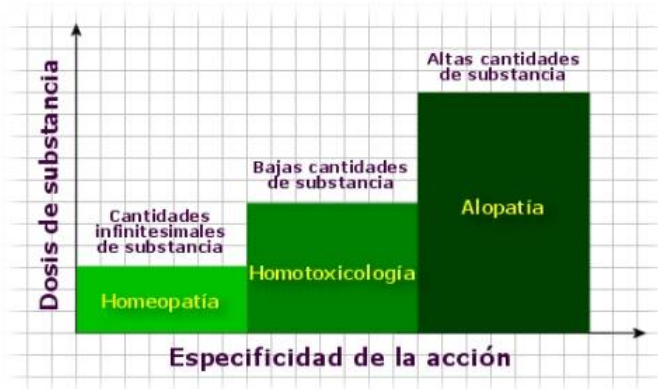 Altas cantidades
de substancia
Bajas cantidades
de substancia
Alopatía
Cantidades
infinitesimales
de substancia
Homotoxicología
Homeopatía
Dosis de substancia
Especificidad de la acción